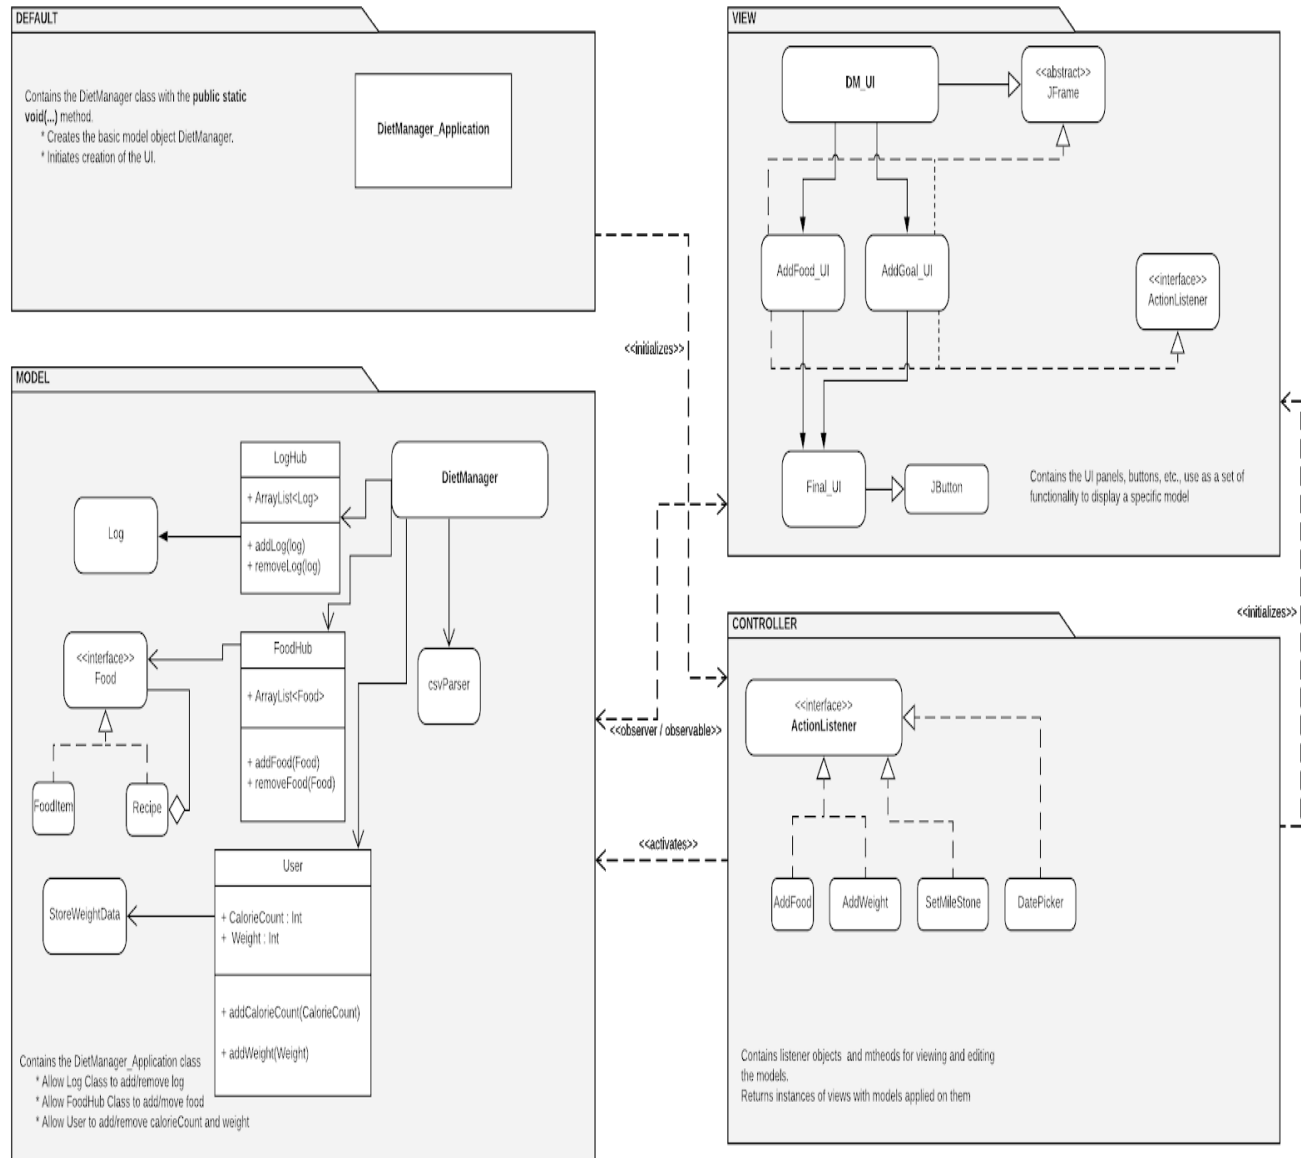 DEFAULT
Contains the DietManager class with the public static
void(...) method.
* Creates the basic model object DietManager.
* Initiates creation of the UI.
DietManager_Application
VIEW
DM_UI
<<abstract>>
JFrame
AddFood_UI
AddGoal_UI
<<interface>>
ActionListener
Final_UI
JButton
Contains the UI panels, buttons, etc., use as a set of
functionality to display a specific model
<<initializes>>
MODEL
LogHub
+ ArrayList<Log>
+ addLog(log)
+ removeLog(log)
DietManager
Log
<<interface>>
Food
FoodHub
+ ArrayList<Food>
+ addFood(Food)
+ removeFood(Food)
csvParser
FoodItem
Recipe
User
+ CalorieCount : Int
+ Weight : Int
+ addCalorieCount(CalorieCount)
+ addWeight(Weight)
StoreWeightData
Contains the DietManager_Application class
* Allow Log Class to add/remove log
* Allow FoodHub Class to add/move food
* Allow User to add/remove calorieCount and weight
<<observer / observable>>
<<activates>>
<<initializes>>
CONTROLLER
<<interface>>
ActionListener
AddFood
AddWeight
SetMileStone
DatePicker
Contains listener objects and mtheods for viewing and editing
the models.
Returns instances of views with models applied on them